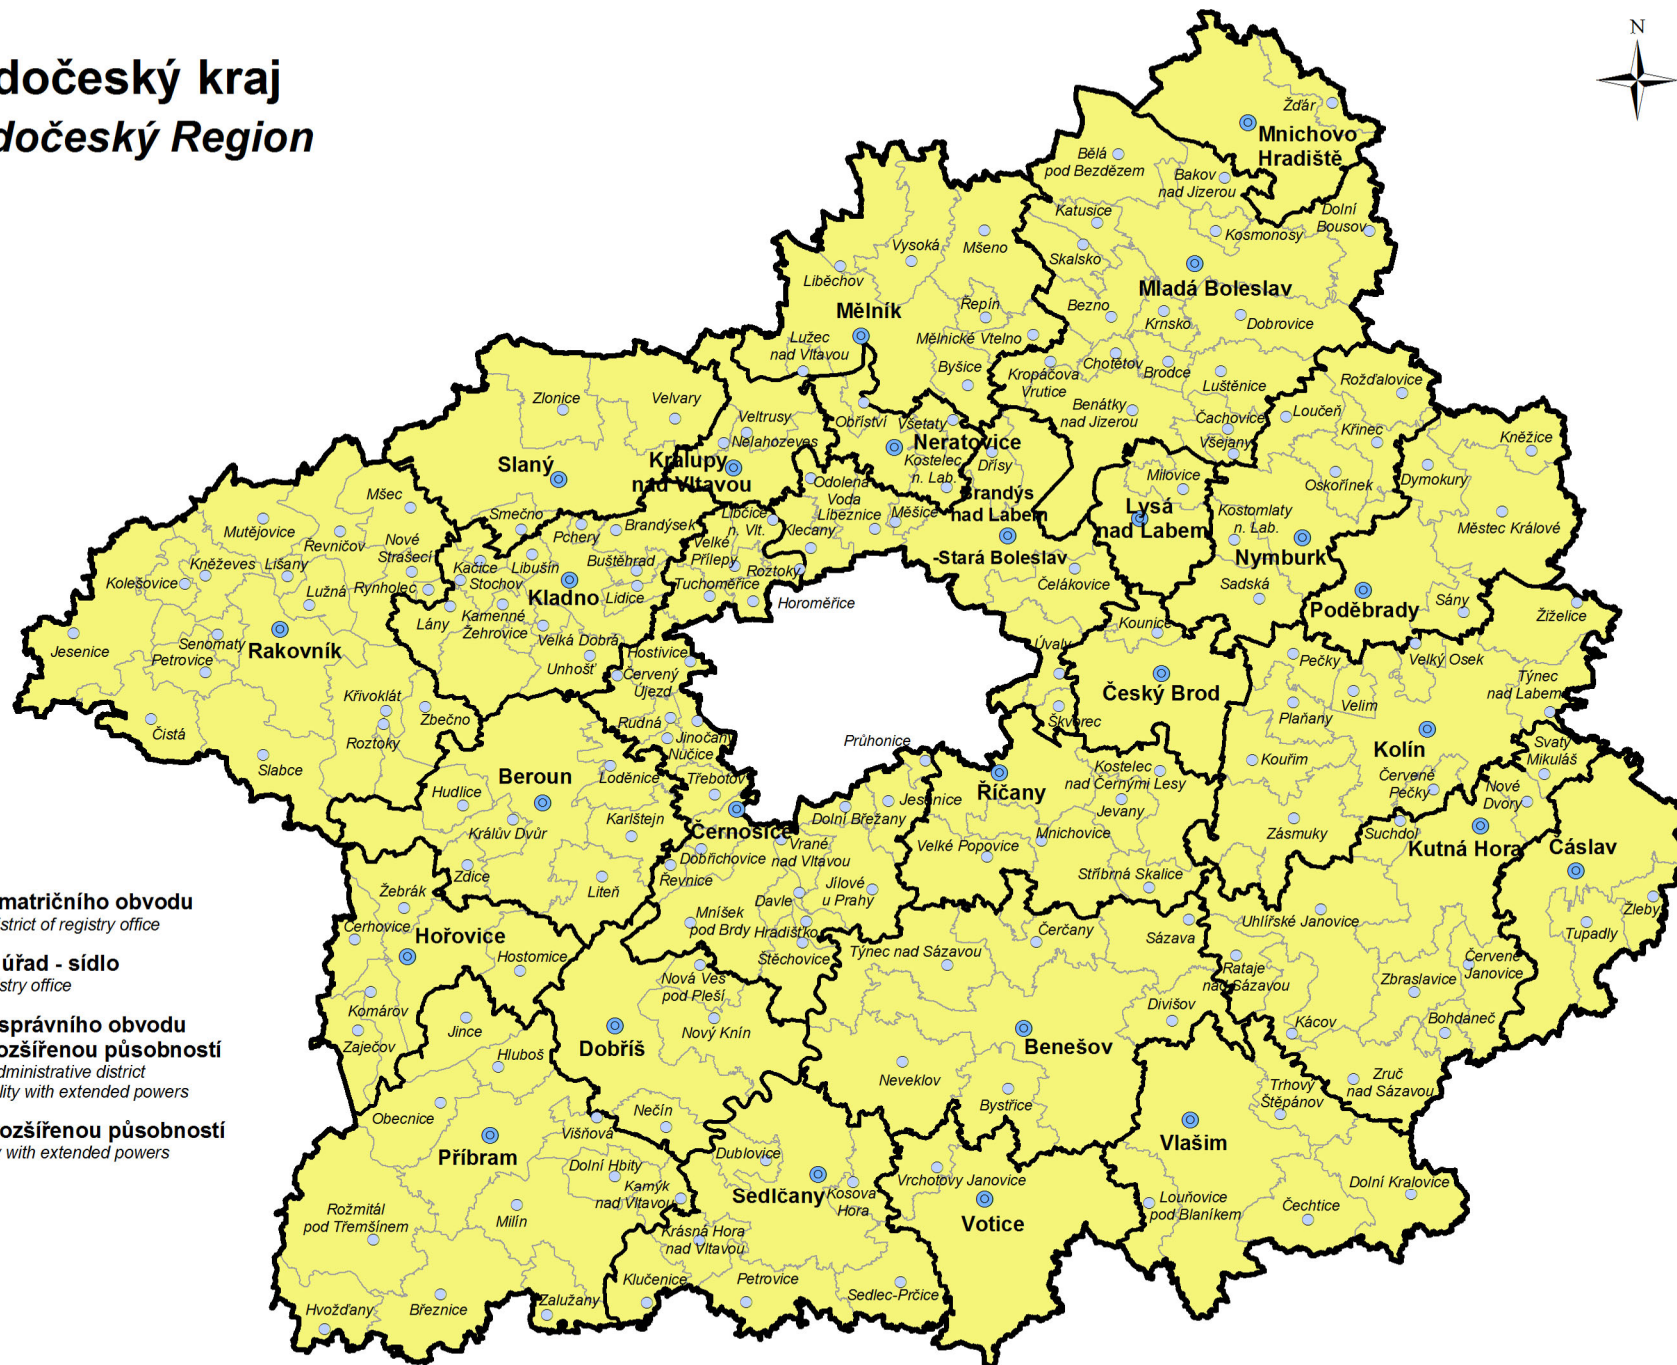 dočeský kraj
dočeský Region
N
Žďár
Mnichovo
Hradiště
Bělá
pod Bezdězem
Bakov
nad Jizerou
Katusice
Dolní
Bousov
Kosmonosy
Skalsko
Vysoká
Mšeno
Liběchov
Mladá Boleslav
Mělník
Řepín
Bezno
Krnsko
Dobrovice
Lužec
nad Vltavou
Mělnické Vtelno
Byšice
Kropáčova
Vrutice
Chotětov
Brodce
Luštěnice
Rožďalovice
Zlonice
Velvary
Veltrusy
Nelahozeves
Obříství
Všetaty
Benátky
nad Jizerou
Čachovice
Všejany
Loučeň
Křinec
Kněžice
Slaný
Kralupy
nad Vltavou
Neratovice
Kostelec
n. Lab.
Dřísy
Milovice
Oskořínek
Dymokury
Městec Králové
Odolena
Voda
Brandýs
nad Labem
-Stará Boleslav
Lysá
nad Labem
Kostomlaty
n. Lab.
Nymburk
Mšec
Smečno
Pchery
Brandýsek
Libčice
n. Vlt.
Klecany
Líbeznice
Měšice
Mutějovice
Řevničov
Nové
Strašecí
Kačice
Stochov
Libušín
Buštěhrad
Velké
Přílepy
Roztoky
Tuchoměřice
Horoměřice
Čelákovice
Sadská
Poděbrady
Sány
Žiželice
Kolešovice
Kněževes
Lišany
Lužná
Rynholec
Kladno
Lidice
Lány
Kamenné
Žehrovice
Velká Dobrá
Unhošť
Hostivice
Červený
Újezd
Úvaly
Kounice
Jesenice
Senomaty
Petrovice
Rakovník
Pečky
Velký Osek
Týnec
nad Labem
Český Brod
Křivoklát
Zbečno
Roztoky
Čistá
Slabce
Rudná
Jinočany
Nučice
Škvorec
Plaňany
Velim
Kolín
Svatý
Mikuláš
Průhonice
Beroun
Loděnice
Třebotov
Hudlice
Králův Dvůr
Karlštejn
Černošice
Říčany
Kostelec
nad Černými Lesy
Jevany
Kouřim
Červené
Pečky
Nové
Dvory
Jesenice
Dolní Břežany
Vrané
nad Vltavou
Mnichovice
Velké Popovice
Zásmuky
Suchdol
Kutná Hora
Čáslav
Zdice
Liteň
Dobřichovice
Řevnice
Stříbrná Skalice
Žebrák
Cerhovice
Hořovice
Hostomice
Mníšek
pod Brdy
Davle
Jílové
u Prahy
Hradištko
Štěchovice
Týnec nad Sázavou
Čerčany
Sázava
Uhlířské Janovice
Rataje
nad Sázavou
Zbraslavice
Červené
Janovice
Tupadly
Žleby
matričního obvodu
istrict of registry office
úřad - sídlo
stry office
správního obvodu
ozšířenou působností
dministrative district
lity with extended powers
ozšířenou působností
with extended powers
Komárov
Zaječov
Jince
Hluboš
Nová Ves
pod Pleší
Nový Knín
Dobříš
Divišov
Benešov
Kácov
Bohdaneč
Neveklov
Bystřice
Zruč
nad Sázavou
Trhový
Štěpánov
Obecnice
Nečín
Višňová
Příbram
Dolní Hbity
Kamýk
nad Vltavou
Dublovice
Sedlčany
Kosova
Hora
Vrchotovy Janovice
Votice
Vlašim
Louňovice
pod Blaníkem
Čechtice
Dolní Kralovice
Rožmitál
pod Třemšínem
Milín
Krásná Hora
nad Vltavou
Klučenice
Petrovice
Sedlec-Prčice
Hvožďany
Březnice
Zalužany